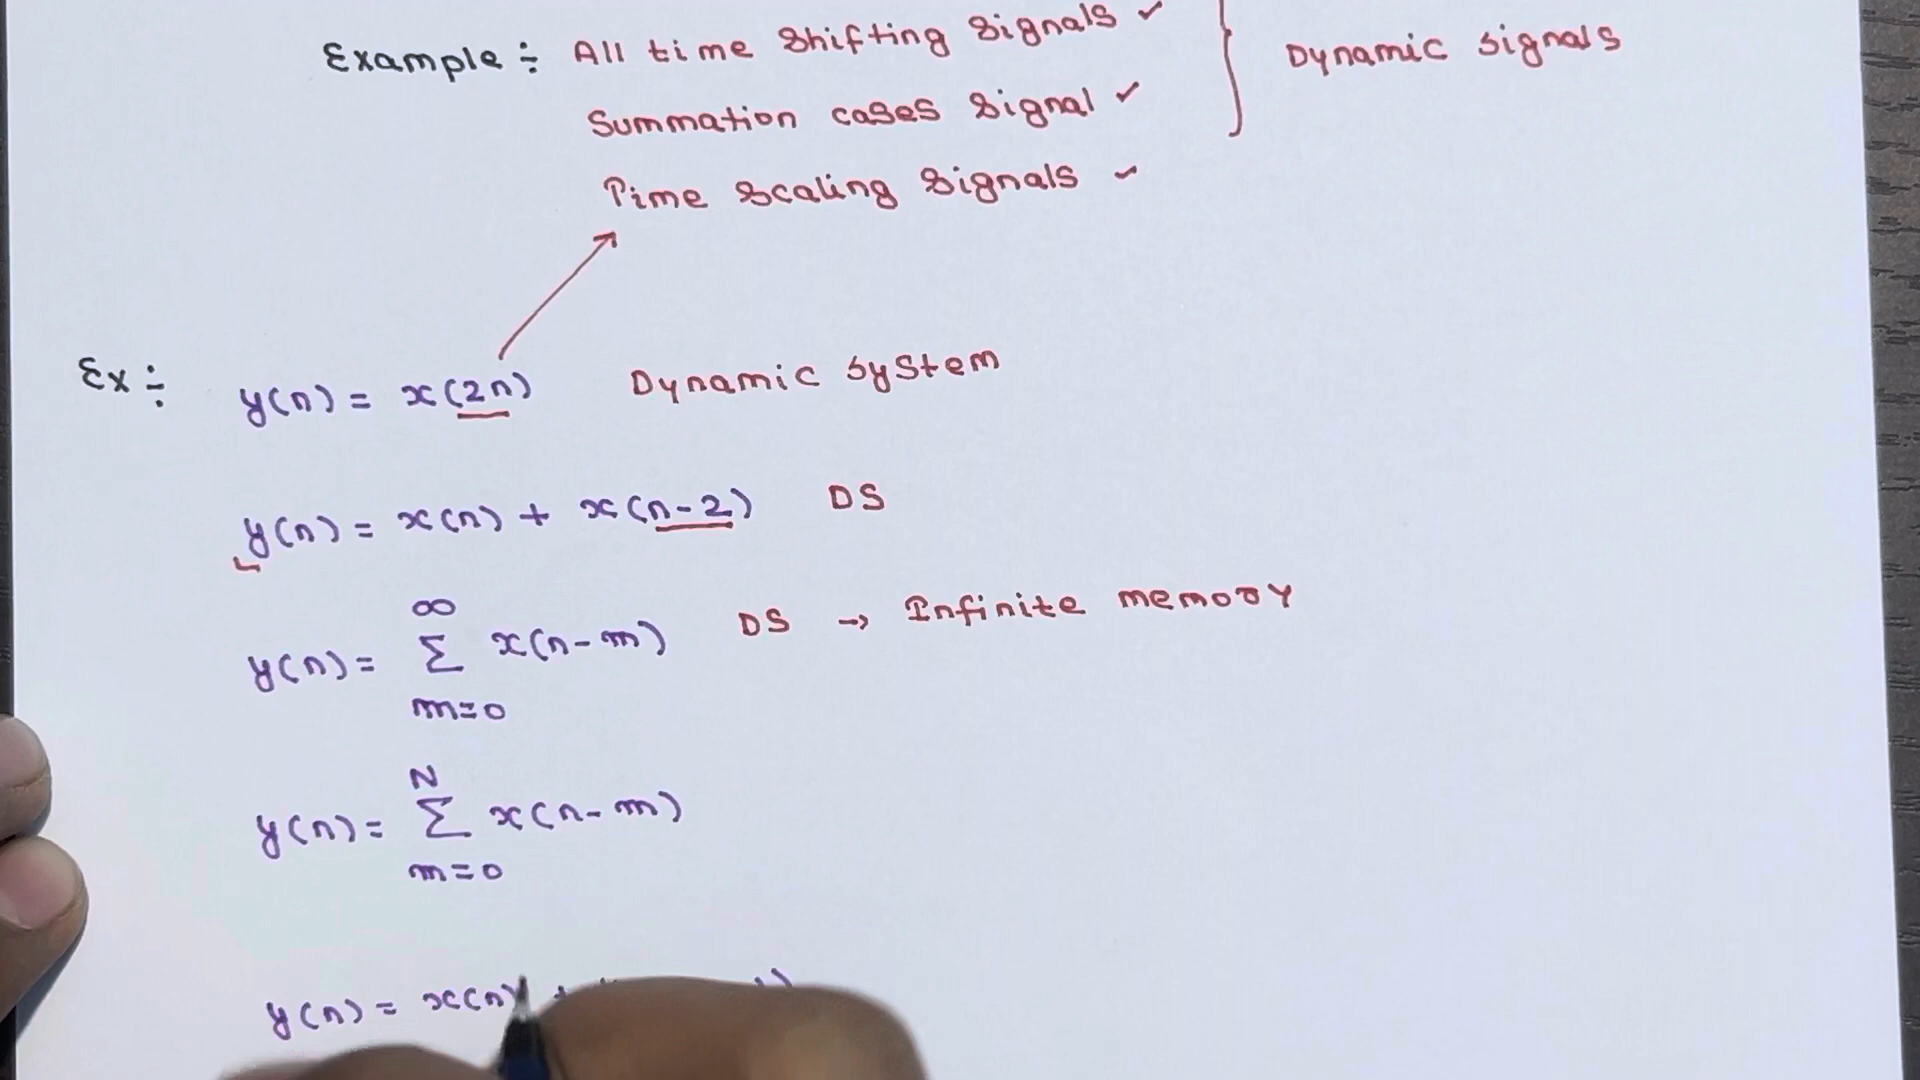 Example ÷ All time shifting signals ✓ } Dynamic signals
Summation cases signal ✓
Time scaling signals ✓
Ex ÷ y(n) = x(2n) Dynamic system
y(n) = x(n) + x(n-2) DS
∞
y(n) = Σ x(n-m) DS → Infinite memory
m=0
N
y(n) = Σ x(n-m)
m=0
y(n) = x(n) +